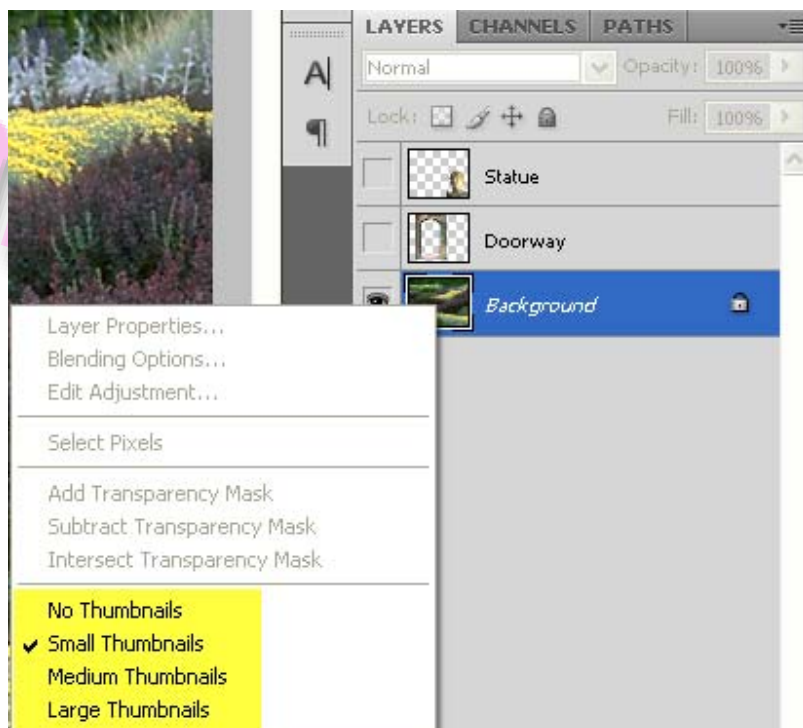 LAYERS CHANNELS PATHS
Normal Opacity: 100%
Lock: Fill: 100%
A
¶
Statue
Doorway
Background
Layer Properties...
Blending Options...
Edit Adjustment...
Select Pixels
Add Transparency Mask
Subtract Transparency Mask
Intersect Transparency Mask
No Thumbnails
Small Thumbnails
Medium Thumbnails
Large Thumbnails